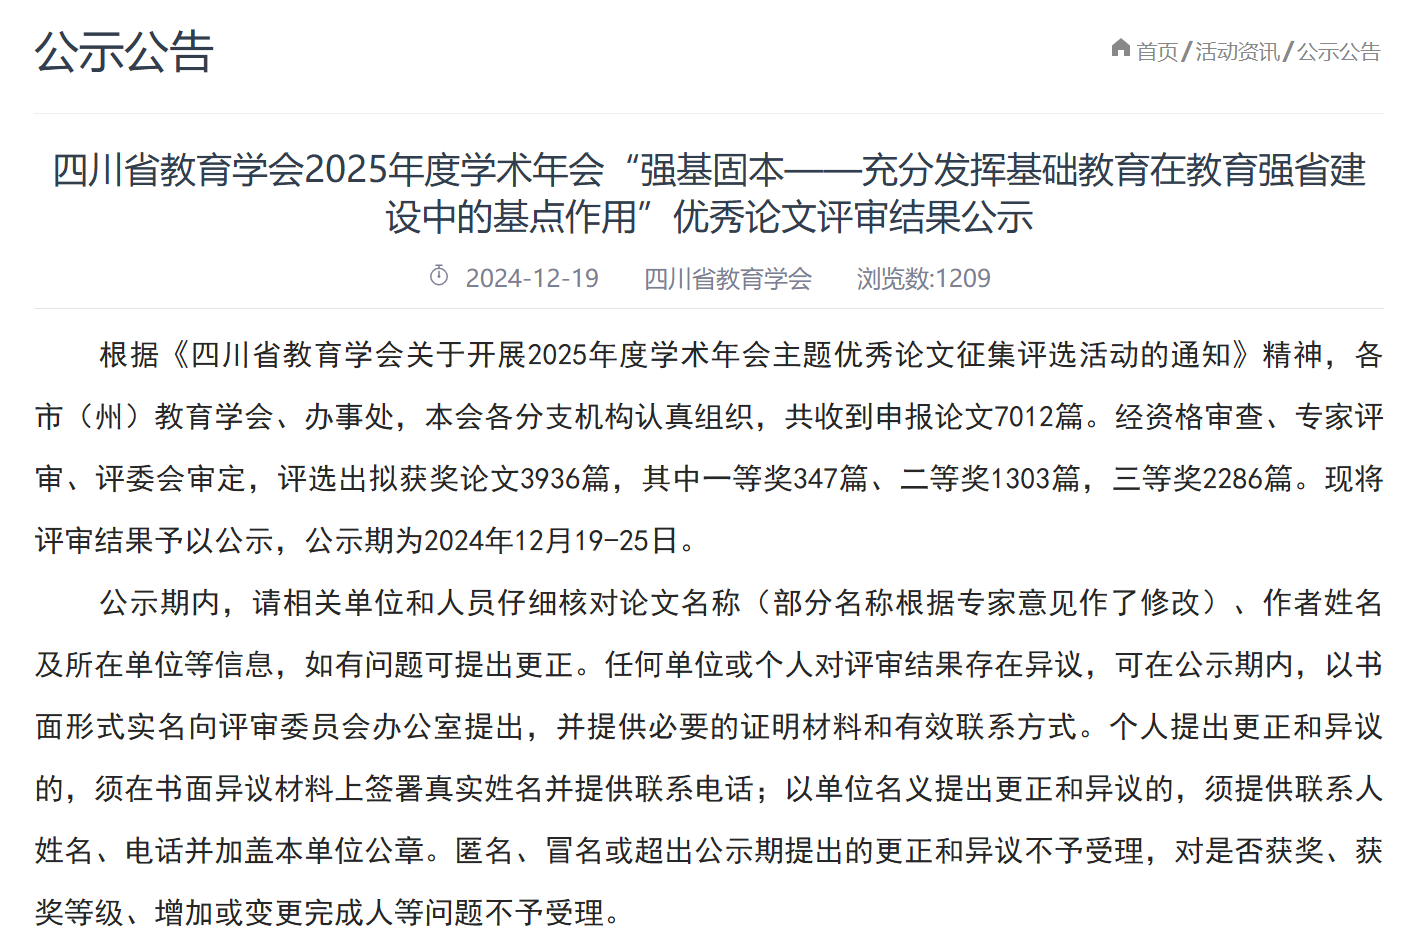 公示公告
首页/活动资讯/公示公告
四川省教育学会2025年度学术年会“强基固本——充分发挥基础教育在教育强省建
设中的基点作用”优秀论文评审结果公示
2024-12-19 四川省教育学会 浏览数:1209
根据《四川省教育学会关于开展2025年度学术年会主题优秀论文征集评选活动的通知》精神，各
市（州）教育学会、办事处，本会各分支机构认真组织，共收到申报论文7012篇。经资格审查、专家评
审、评委会审定，评选出拟获奖论文3936篇，其中一等奖347篇、二等奖1303篇，三等奖2286篇。现将
评审结果予以公示，公示期为2024年12月19-25日。
公示期内，请相关单位和人员仔细核对论文名称（部分名称根据专家意见作了修改）、作者姓名
及所在单位等信息，如有问题可提出更正。任何单位或个人对评审结果存在异议，可在公示期内，以书
面形式实名向评审委员会办公室提出，并提供必要的证明材料和有效联系方式。个人提出更正和异议
的，须在书面异议材料上签署真实姓名并提供联系电话；以单位名义提出更正和异议的，须提供联系人
姓名、电话并加盖本单位公章。匿名、冒名或超出公示期提出的更正和异议不予受理，对是否获奖、获
奖等级、增加或变更完成人等问题不予受理。